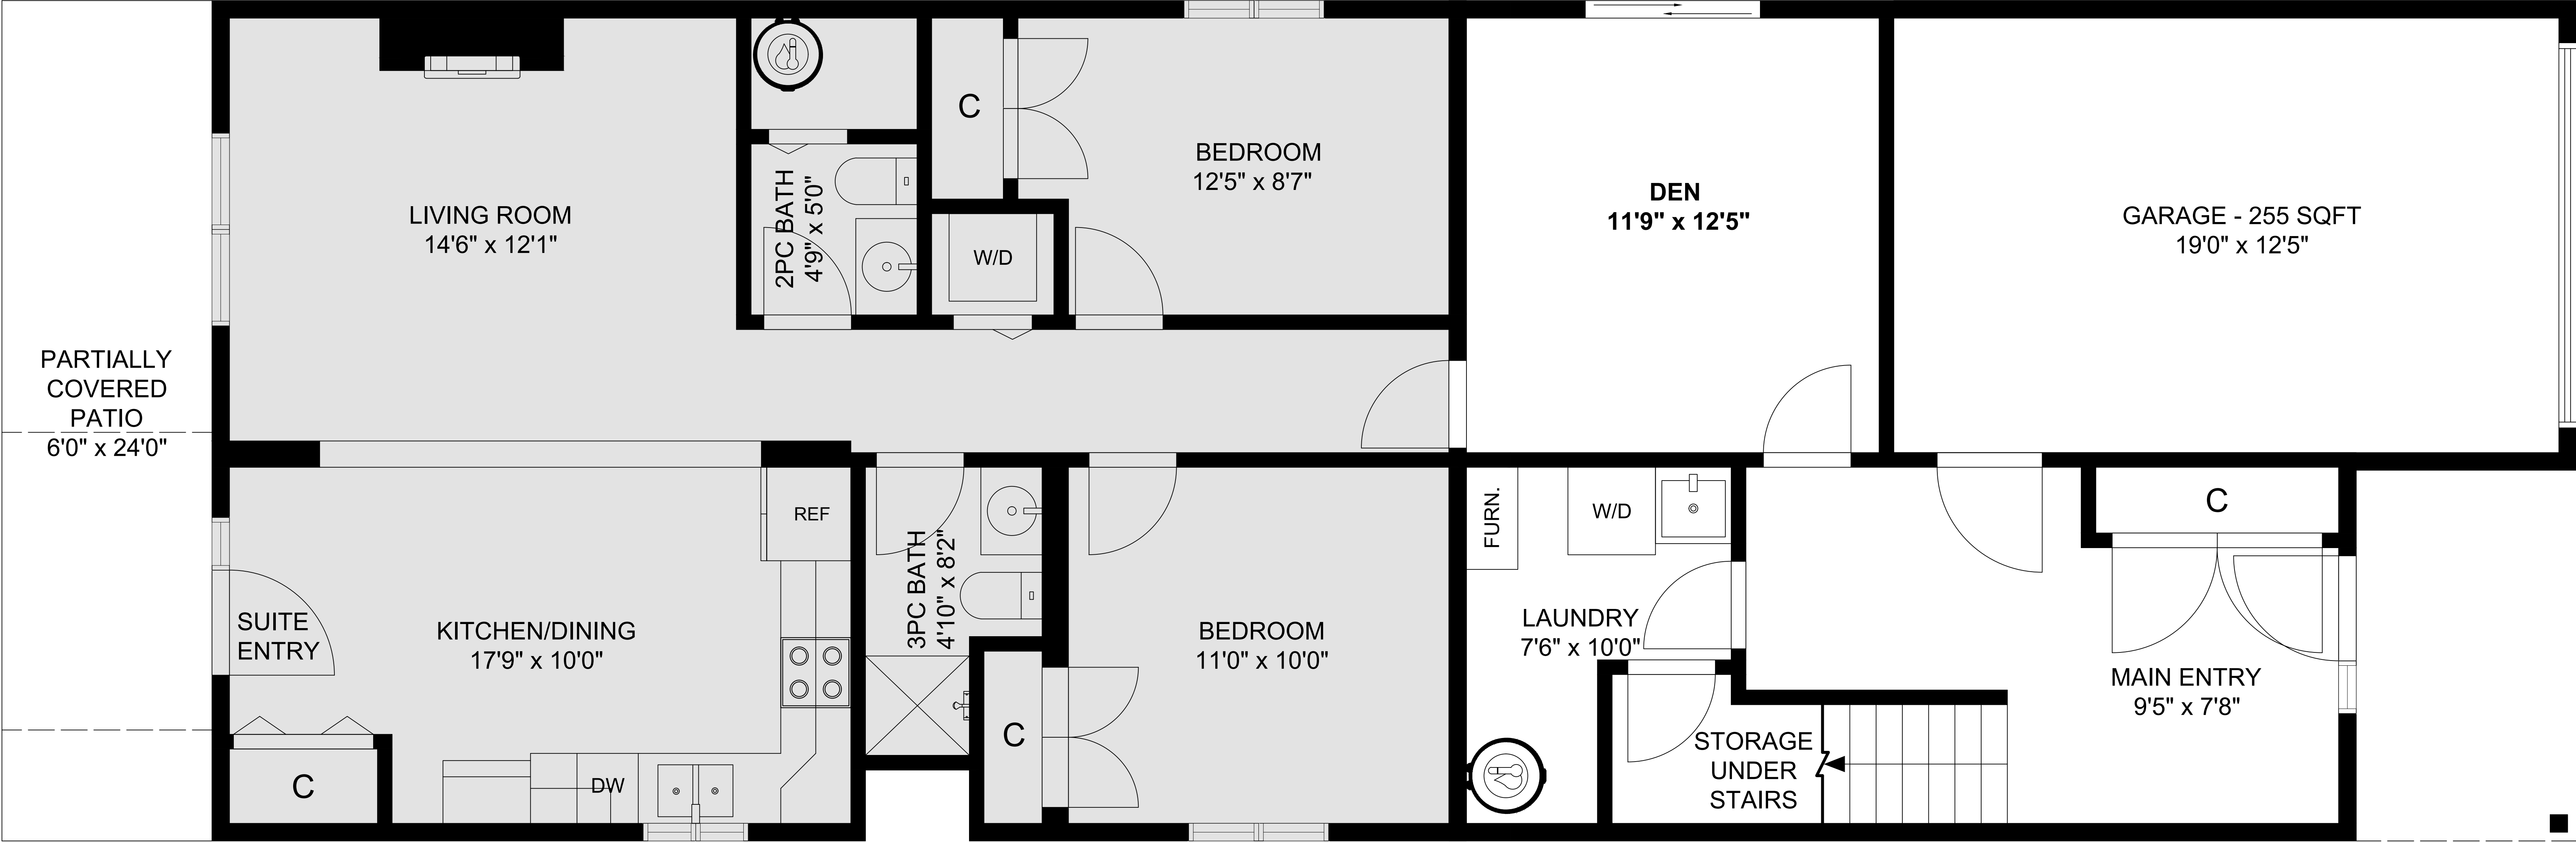 PARTIALLY
COVERED
PATIO
6'0" x 24'0"
LIVING ROOM
14'6" x 12'1"
2PC BATH
4'9" x 5'0"
C
W/D
BEDROOM
12'5" x 8'7"
DEN
11'9" x 12'5"
GARAGE - 255 SQFT
19'0" x 12'5"
SUITE
ENTRY
KITCHEN/DINING
17'9" x 10'0"
C
DW
REF
3PC BATH
4'10" x 8'2"
C
BEDROOM
11'0" x 10'0"
FURN.
W/D
LAUNDRY
7'6" x 10'0"
STORAGE
UNDER
STAIRS
C
MAIN ENTRY
9'5" x 7'8"